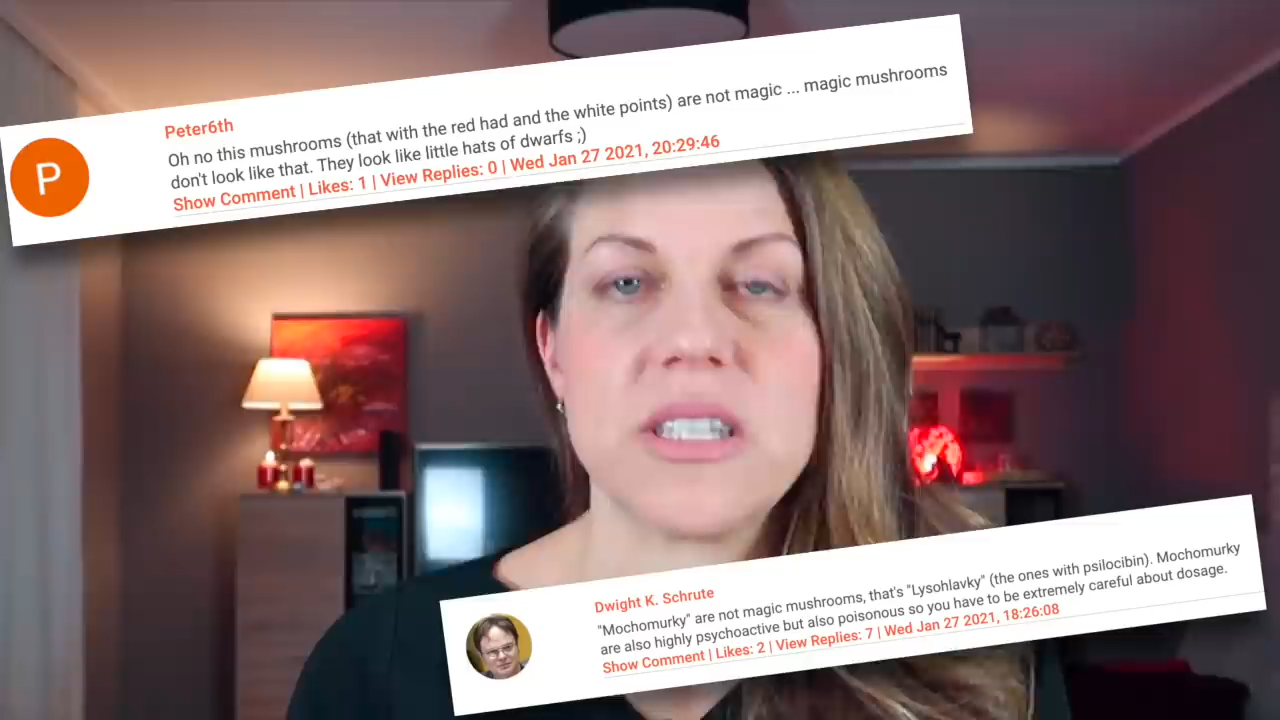 P
Peter6th
Oh no this mushrooms (that with the red had and the white points) are not magic ... magic mushrooms
don't look like that. They look like little hats of dwarfs ;)
Show Comment | Likes: 1 | View Replies: 0 | Wed Jan 27 2021, 20:29:46
Dwight K. Schrute
"Mochomurky" are not magic mushrooms, that's "Lysohlavky" (the ones with psilocibin). Mochomurky
are also highly psychoactive but also poisonous so you have to be extremely careful about dosage.
Show Comment | Likes: 2 | View Replies: 7 | Wed Jan 27 2021, 18:26:08